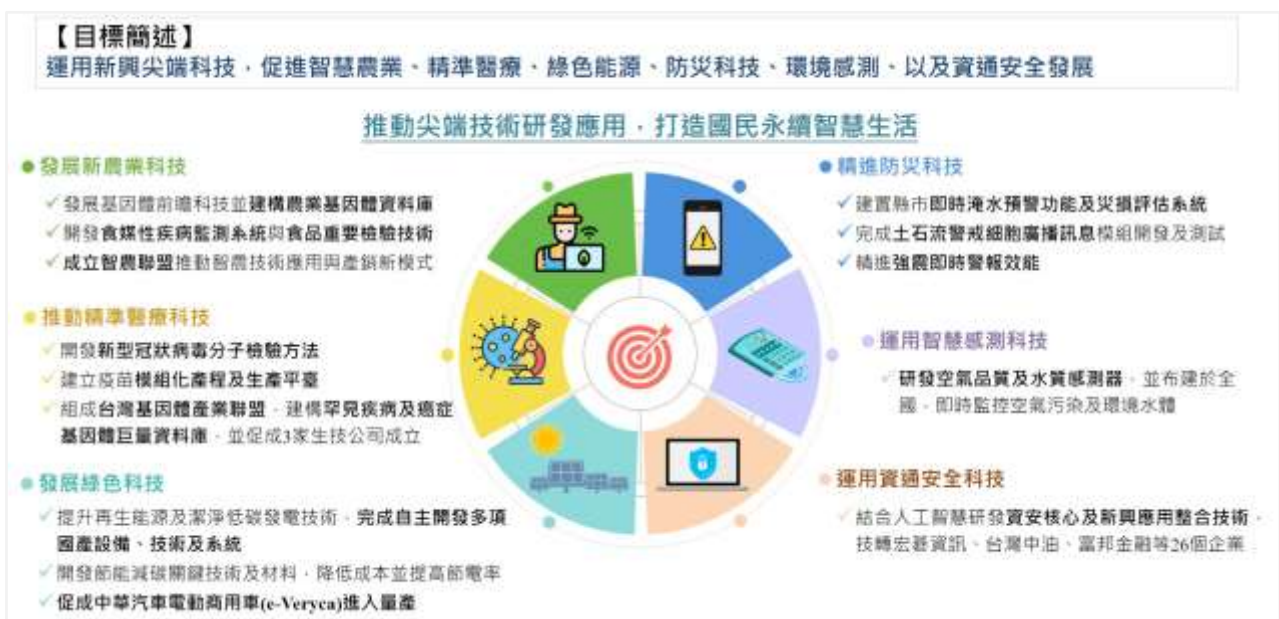 【目標簡述】
運用新興尖端科技，促進智慧農業、精準醫療、綠色能源、防災科技、環境感測、以及資通安全發展
推動尖端技術研發應用，打造國民永續智慧生活
發展新農業科技
發展基因體前瞻科技並建構農業基因體資料庫
開發食媒性疾病監測系統與食品重要檢驗技術
成立智農聯盟推動智農技術應用與產銷新模式
推動精準醫療科技
開發新型冠狀病毒分子檢驗方法
建立疫苗模組化產程及生產平臺
組成台灣基因體產業聯盟，建構罕見疾病及癌症
基因體巨量資料庫，並促成3家生技公司成立
發展綠色科技
提升再生能源及潔淨低碳發電技術，完成自主開發多項
國產設備、技術及系統
開發節能減碳關鍵技術及材料，降低成本並提高節電率
促成中華汽車電動商用車(e-Veryca)進入量產
精進防災科技
建置縣市即時淹水預警功能及災損評估系統
完成土石流警戒細胞廣播訊息模組開發及測試
精進強震即時警報效能
運用智慧感測科技
研發空氣品質及水質感測器，並布建於全
國，即時監控空氣污染及環境水體
運用資通安全科技
結合人工智慧研發資安核心及新興應用整合技術，
技轉宏碁資訊、台灣中油、富邦金融等26個企業